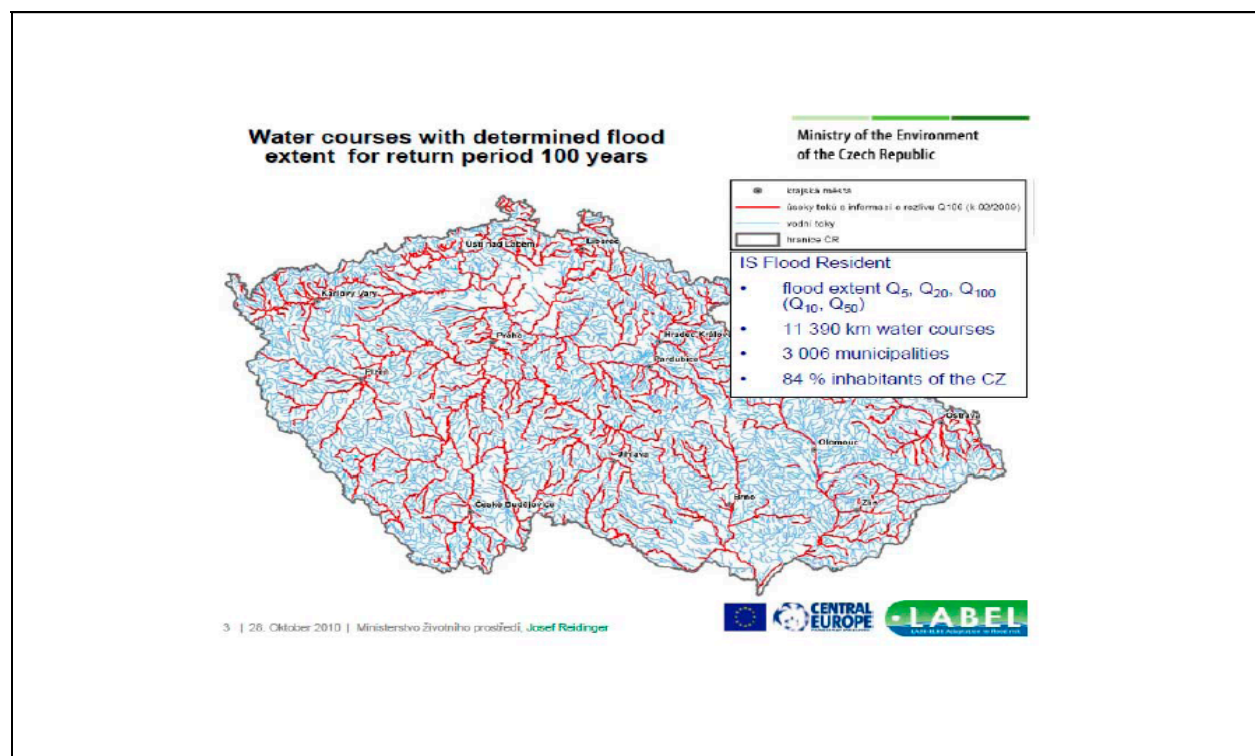 Water courses with determined flood
extent for return period 100 years
Ministry of the Environment
of the Czech Republic
krajská města
úseky toků s informací o rozlivu Q100 (k 02/2009)
vodní toky
hranice ČR
IS Flood Resident
• flood extent Q5, Q20, Q100
(Q10, Q50)
• 11 390 km water courses
• 3 006 municipalities
• 84 % inhabitants of the CZ
Ústí nad Labem
Liberec
Karlovy Vary
Praha
Hradec Králové
Pardubice
Plzeň
Ostrava
Olomouc
Jihlava
Brno
Zlín
České Budějovice
3 | 28. Oktober 2010 | Ministerstvo životního prostředí, Josef Reidinger
CENTRAL
EUROPE
LABEL